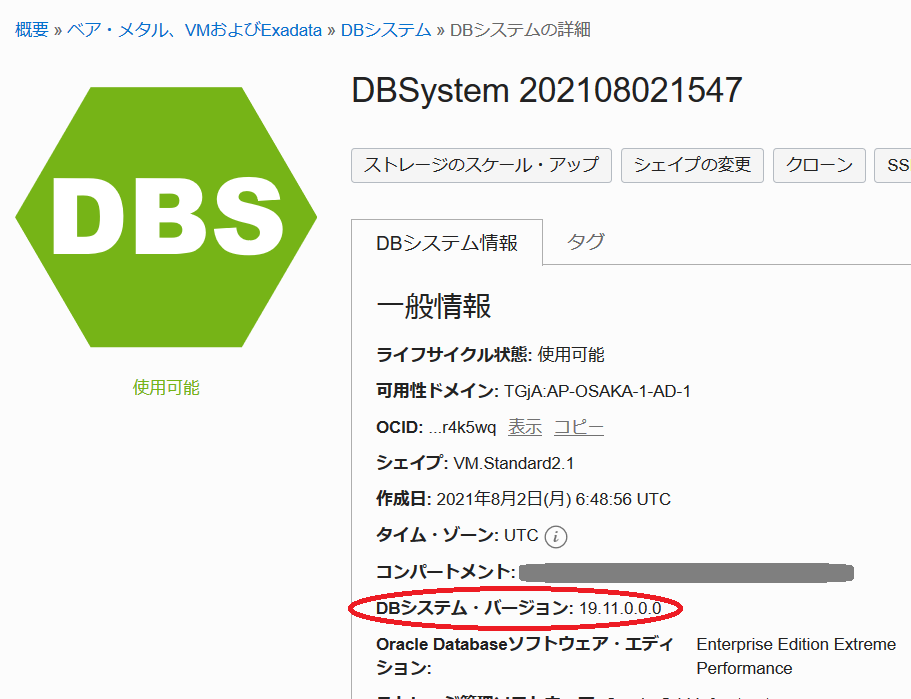 概要 » ベア・メタル、VMおよびExadata » DBシステム » DBシステムの詳細
DBS
使用可能
DBSystem 202108021547
ストレージのスケール・アップ シェイプの変更 クローン
DBシステム情報 タグ
一般情報
ライフサイクル状態: 使用可能
可用性ドメイン: TGjA:AP-OSAKA-1-AD-1
OCID: ...r4k5wq 表示 コピー
シェイプ: VM.Standard2.1
作成日: 2021年8月2日(月) 6:48:56 UTC
タイム・ゾーン: UTC i
コンパートメント:
DBシステム・バージョン: 19.11.0.0.0
Oracle Databaseソフトウェア・エディ Enterprise Edition Extreme
ション: Performance